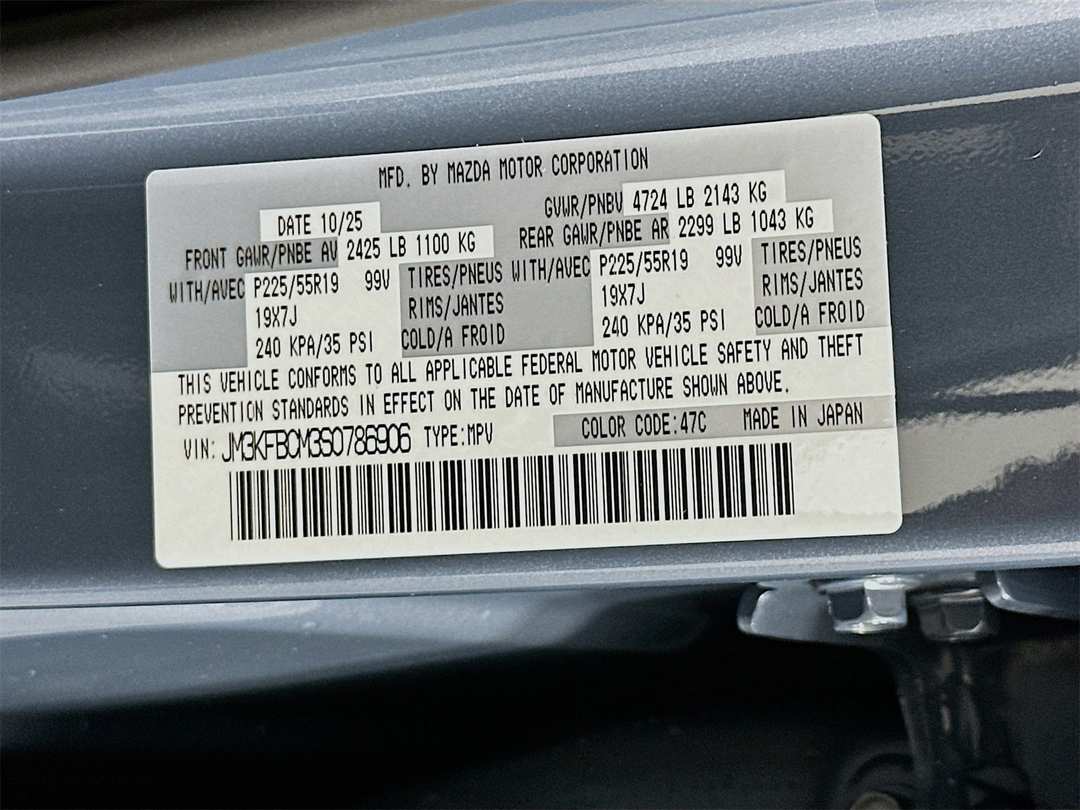 MFD. BY MAZDA MOTOR CORPORATION
DATE 10/25 GVWR/PNBV 4724 LB 2143 KG
FRONT GAWR/PNBE AV 2425 LB 1100 KG REAR GAWR/PNBE AR 2299 LB 1043 KG
WITH/AVEC P225/55R19 99V TIRES/PNEUS WITH/AVEC P225/55R19 99V TIRES/PNEUS
19X7J RIMS/JANTES 19X7J RIMS/JANTES
240 KPA/35 PSI COLD/A FROID 240 KPA/35 PSI COLD/A FROID
THIS VEHICLE CONFORMS TO ALL APPLICABLE FEDERAL MOTOR VEHICLE SAFETY AND THEFT
PREVENTION STANDARDS IN EFFECT ON THE DATE OF MANUFACTURE SHOWN ABOVE.
VIN: JM3KFBCM3S0786906 TYPE:MPV COLOR CODE:47C MADE IN JAPAN